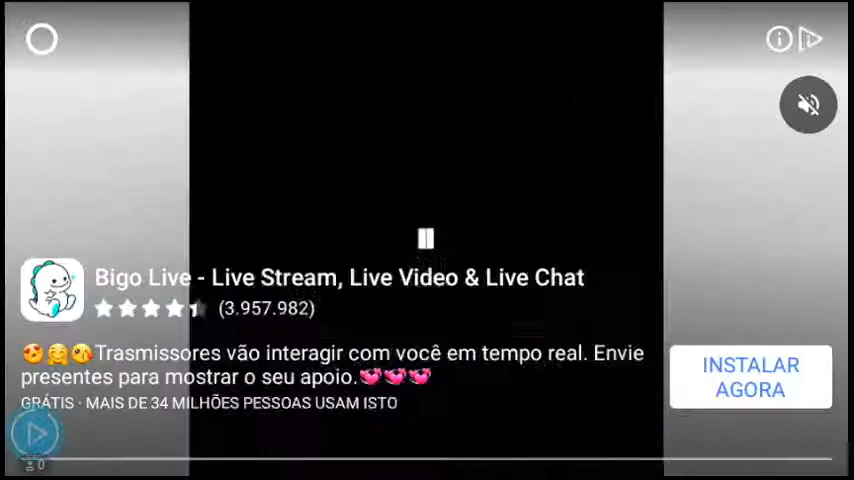 Bigo Live - Live Stream, Live Video & Live Chat
(3.957.982)
😍🤗😘Trasmissores vão interagir com você em tempo real. Envie
presentes para mostrar o seu apoio.💞💞💞
GRÁTIS · MAIS DE 34 MILHÕES PESSOAS USAM ISTO
INSTALAR
AGORA
0